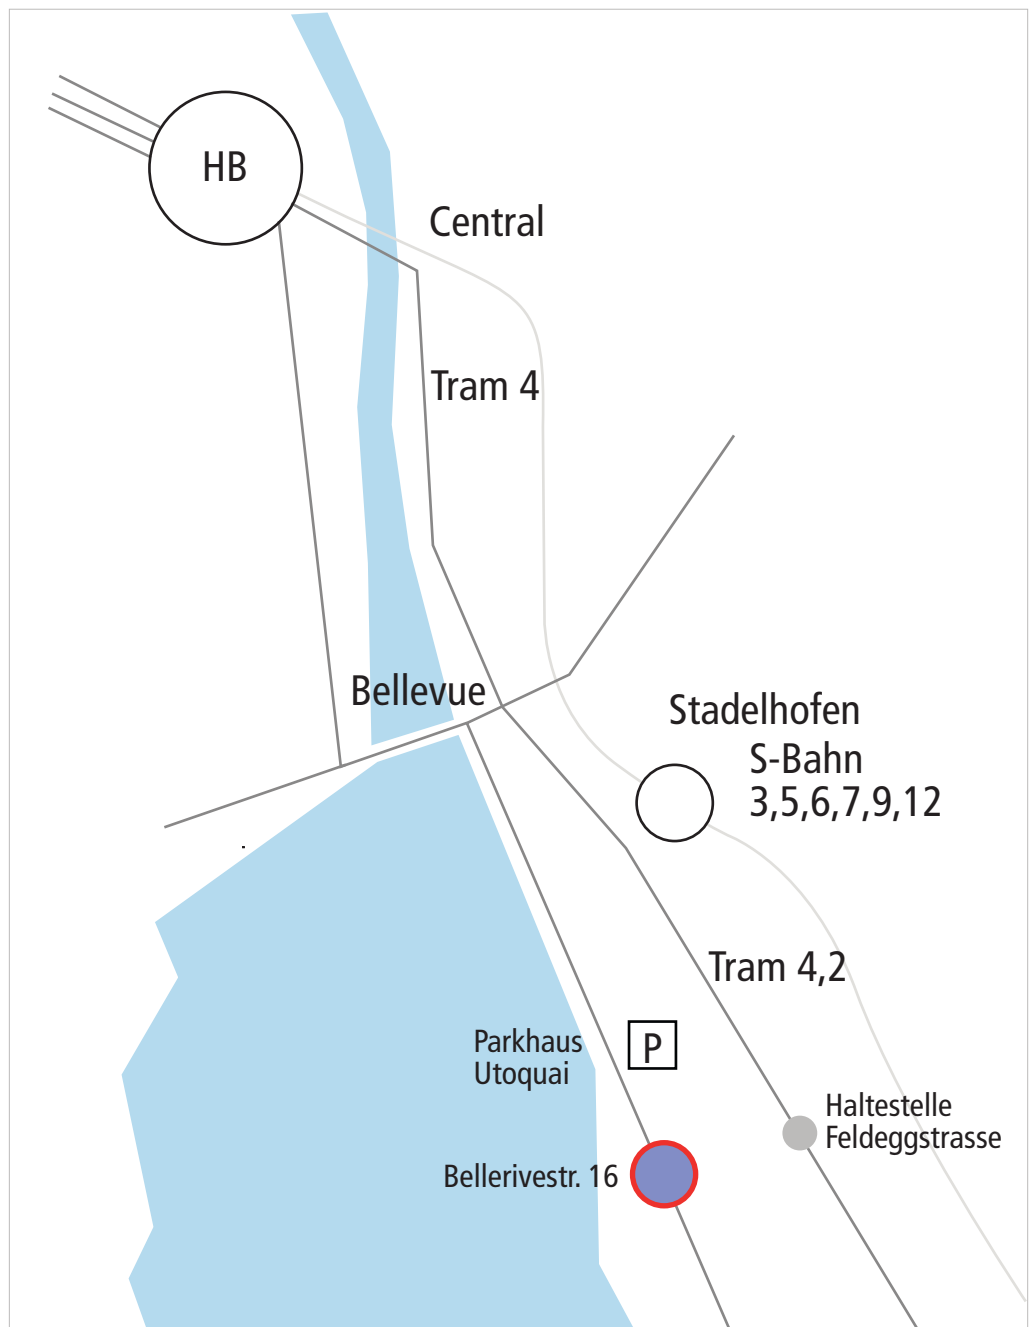 HB
Central
Tram 4
Bellevue
Stadelhofen
S-Bahn
3,5,6,7,9,12
Tram 4,2
Parkhaus
Utoquai
P
Haltestelle
Feldeggstrasse
Bellerivestr. 16